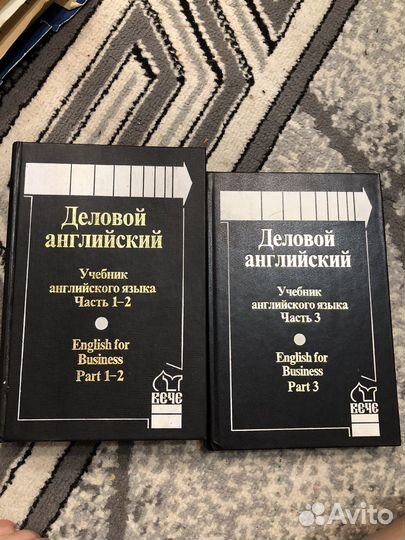 Деловой
английский
Учебник
английского языка
Часть 1–2
English for
Business
Part 1–2
ВЕЧЕ
Деловой
английский
Учебник
английского языка
Часть 3
English for
Business
Part 3
ВЕЧЕ
Avito